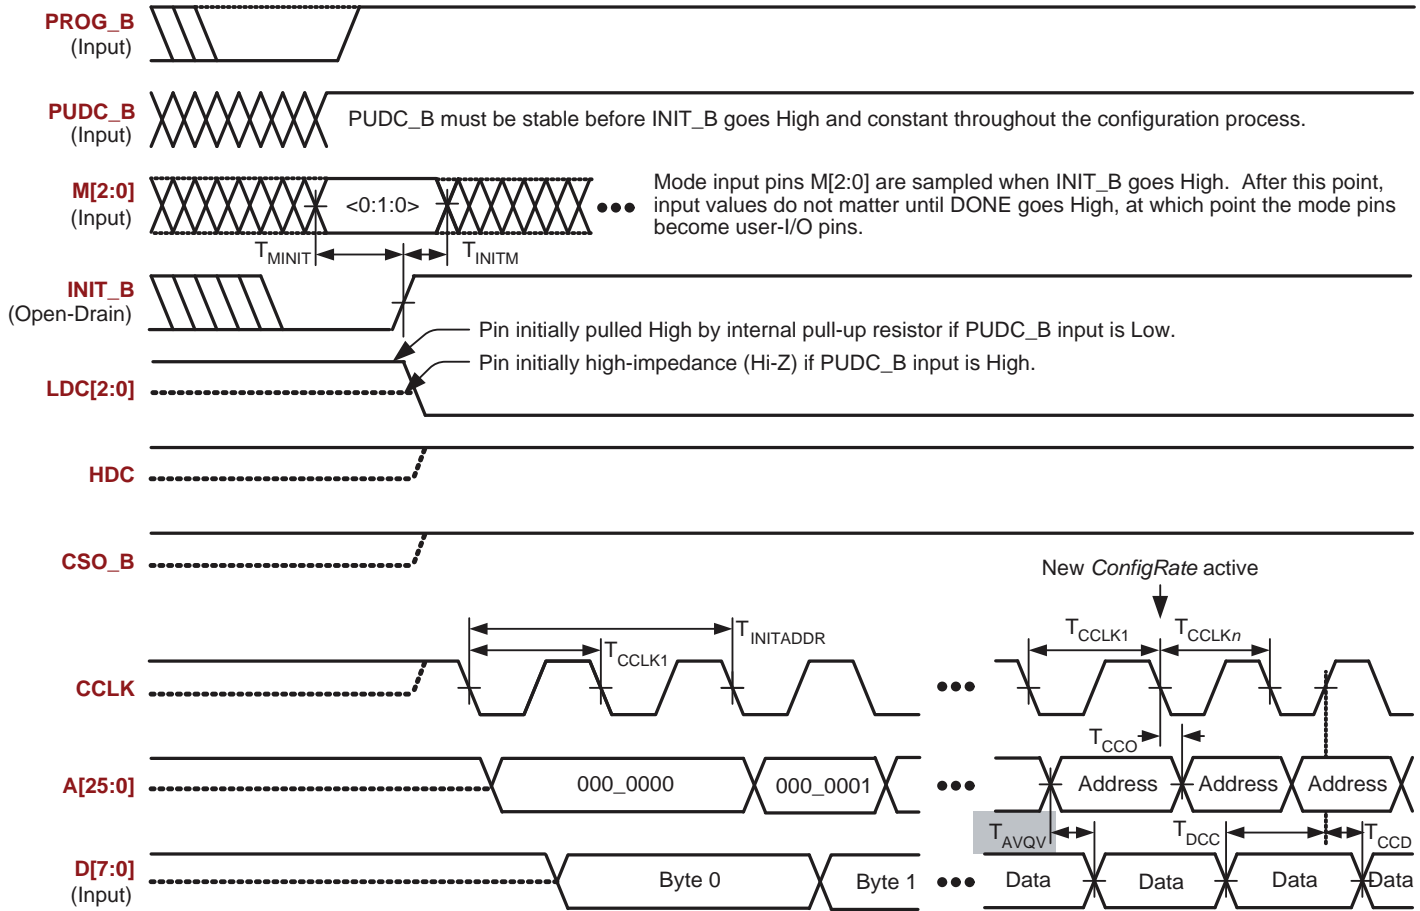 PROG_B
(Input)
PUDC_B
(Input)
PUDC_B must be stable before INIT_B goes High and constant throughout the configuration process.
M[2:0]
(Input)
<0:1:0>
Mode input pins M[2:0] are sampled when INIT_B goes High. After this point,
input values do not matter until DONE goes High, at which point the mode pins
become user-I/O pins.
TMINIT
TINITM
INIT_B
(Open-Drain)
Pin initially pulled High by internal pull-up resistor if PUDC_B input is Low.
Pin initially high-impedance (Hi-Z) if PUDC_B input is High.
LDC[2:0]
HDC
CSO_B
New ConfigRate active
TINITADDR
TCCLK1
TCCLK1
TCCLKn
CCLK
TCCO
A[25:0]
000_0000
000_0001
Address
Address
Address
TAVQV
TDCC
TCCD
D[7:0]
(Input)
Byte 0
Byte 1
Data
Data
Data
Data